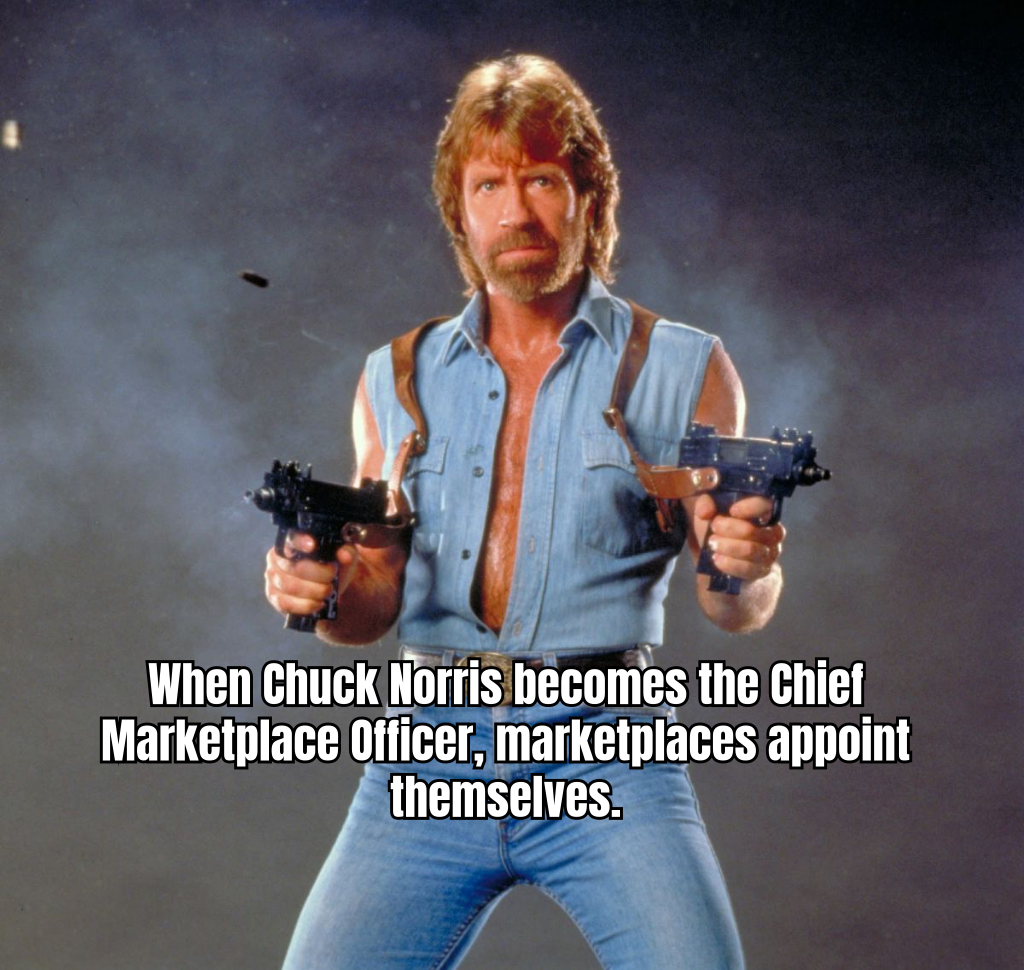 When Chuck Norris becomes the Chief
Marketplace Officer, marketplaces appoint
themselves.